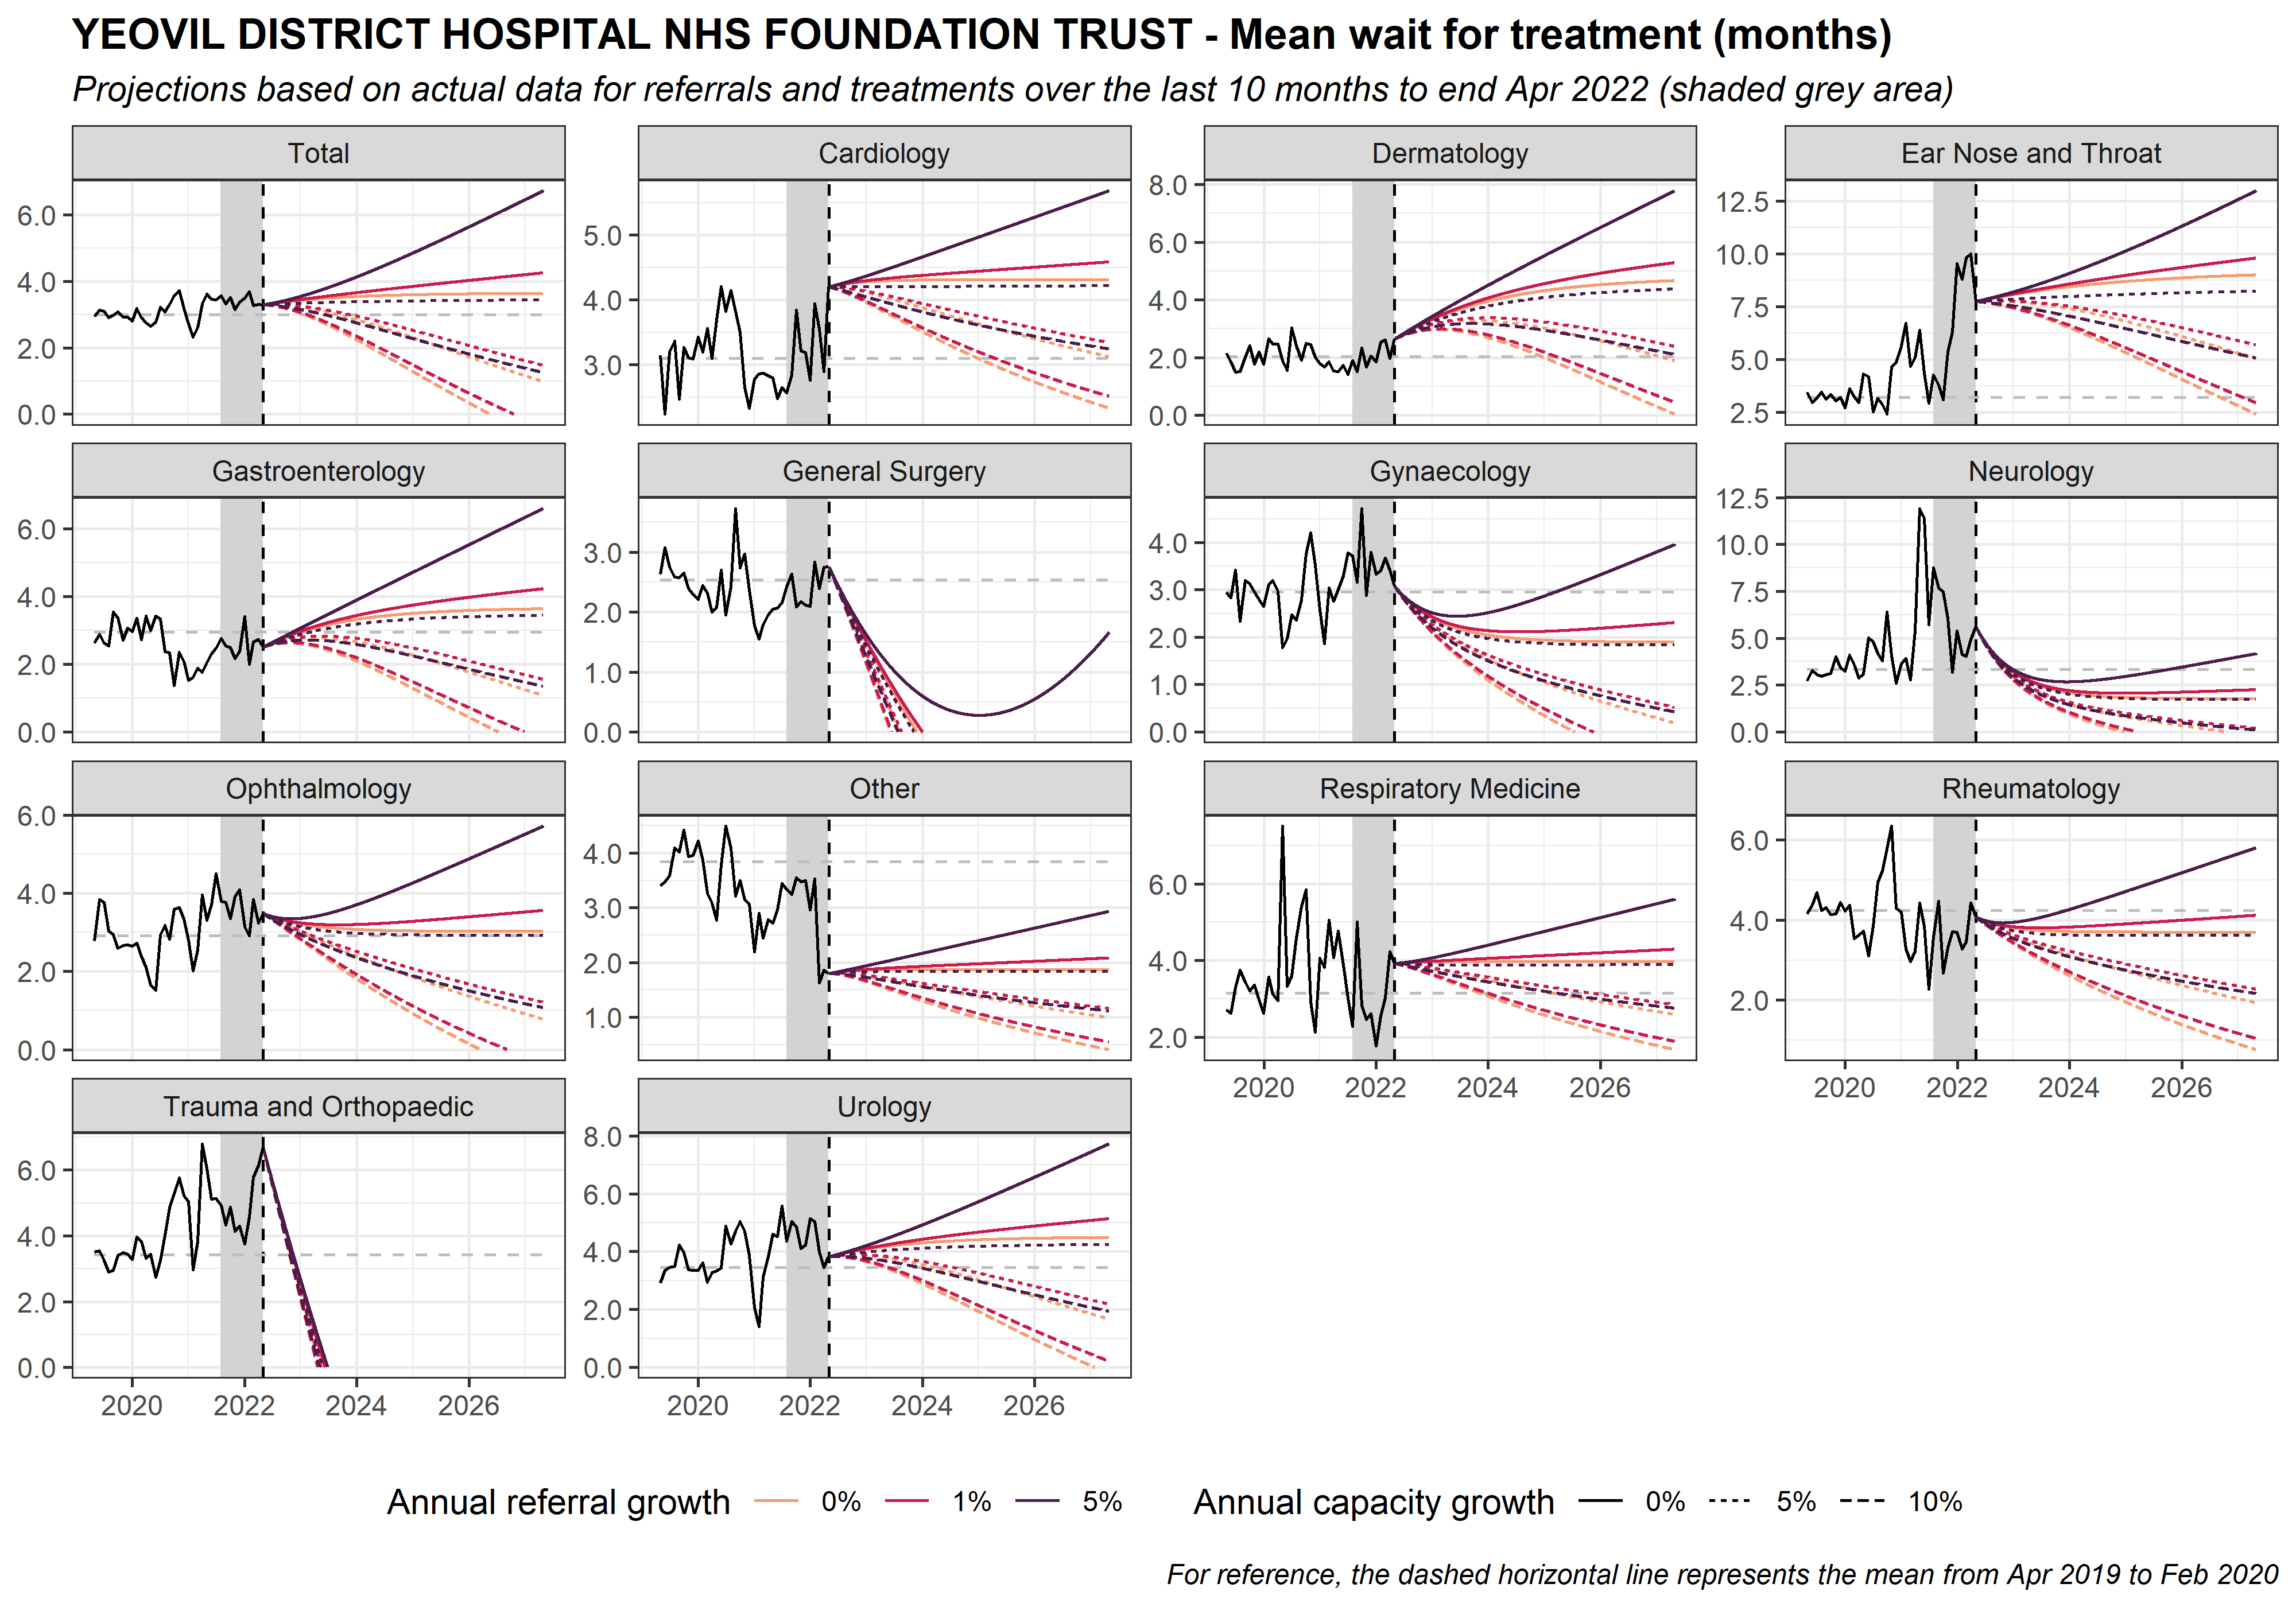 YEOVIL DISTRICT HOSPITAL NHS FOUNDATION TRUST - Mean wait for treatment (months)
Projections based on actual data for referrals and treatments over the last 10 months to end Apr 2022 (shaded grey area)
Total
Cardiology
Dermatology
Ear Nose and Throat
6.0
4.0
2.0
0.0
5.0
4.0
3.0
8.0
6.0
4.0
2.0
0.0
12.5
10.0
7.5
5.0
2.5
Gastroenterology
General Surgery
Gynaecology
Neurology
6.0
4.0
2.0
0.0
3.0
2.0
1.0
0.0
4.0
3.0
2.0
1.0
0.0
12.5
10.0
7.5
5.0
2.5
0.0
Ophthalmology
Other
Respiratory Medicine
Rheumatology
6.0
4.0
2.0
0.0
4.0
3.0
2.0
1.0
6.0
4.0
2.0
6.0
4.0
2.0
2020 2022 2024 2026
2020 2022 2024 2026
Trauma and Orthopaedic
Urology
6.0
4.0
2.0
0.0
8.0
6.0
4.0
2.0
0.0
2020 2022 2024 2026
2020 2022 2024 2026
Annual referral growth 0% 1% 5%
Annual capacity growth 0% 5% 10%
For reference, the dashed horizontal line represents the mean from Apr 2019 to Feb 2020